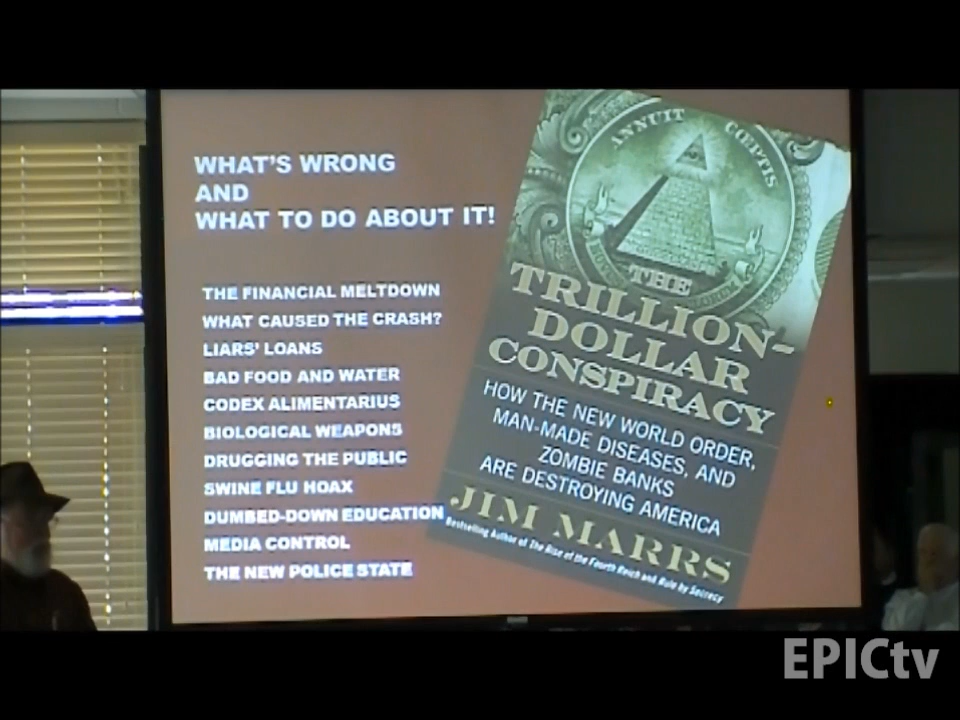 WHAT'S WRONG
AND
WHAT TO DO ABOUT IT!
THE FINANCIAL MELTDOWN
WHAT CAUSED THE CRASH?
LIARS' LOANS
BAD FOOD AND WATER
CODEX ALIMENTARIUS
BIOLOGICAL WEAPONS
DRUGGING THE PUBLIC
SWINE FLU HOAX
DUMBED-DOWN EDUCATION
MEDIA CONTROL
THE NEW POLICE STATE
ANNUIT COEPTIS
THE
TRILLION-
DOLLAR
CONSPIRACY
HOW THE NEW WORLD ORDER,
MAN-MADE DISEASES, AND
ZOMBIE BANKS
ARE DESTROYING AMERICA
JIM MARRS
Bestselling Author of The Rise of the Fourth Reich and Rule by Secrecy
EPICtv